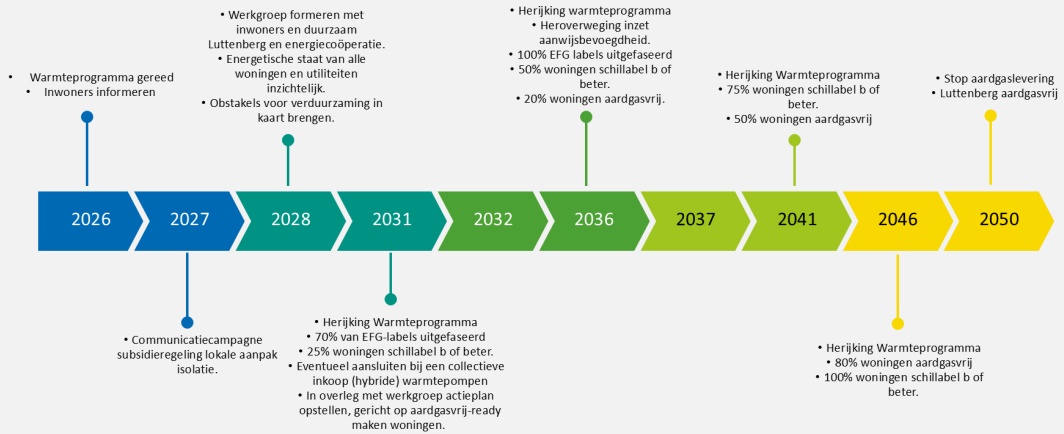 • Warmteprogramma gereed
• Inwoners informeren
• Werkgroep formeren met
inwoners en duurzaam
Luttenberg en energiecoöperatie.
• Energetische staat van alle
woningen en utiliteiten
inzichtelijk.
• Obstakels voor verduurzaming in
kaart brengen.
• Herijking warmteprogramma
• Heroverweging inzet
aanwijsbevoegdheid.
• 100% EFG labels uitgefaseerd
• 50% woningen schillabel b of
beter.
• 20% woningen aardgasvrij.
• Herijking Warmteprogramma
• 75% woningen schillabel b of
beter.
• 50% woningen aardgasvrij
• Stop aardgaslevering
• Luttenberg aardgasvrij
2026
2027
2028
2031
2032
2036
2037
2041
2046
2050
• Communicatiecampagne
subsidieregeling lokale aanpak
isolatie.
• Herijking Warmteprogramma
• 70% van EFG-labels uitgefaseerd
• 25% woningen schillabel b of beter.
• Eventueel aansluiten bij een collectieve
inkoop (hybride) warmtepompen
• In overleg met werkgroep actieplan
opstellen, gericht op aardgasvrij-ready
maken woningen.
• Herijking Warmteprogramma
• 80% woningen aardgasvrij
• 100% woningen schillabel b of
beter.